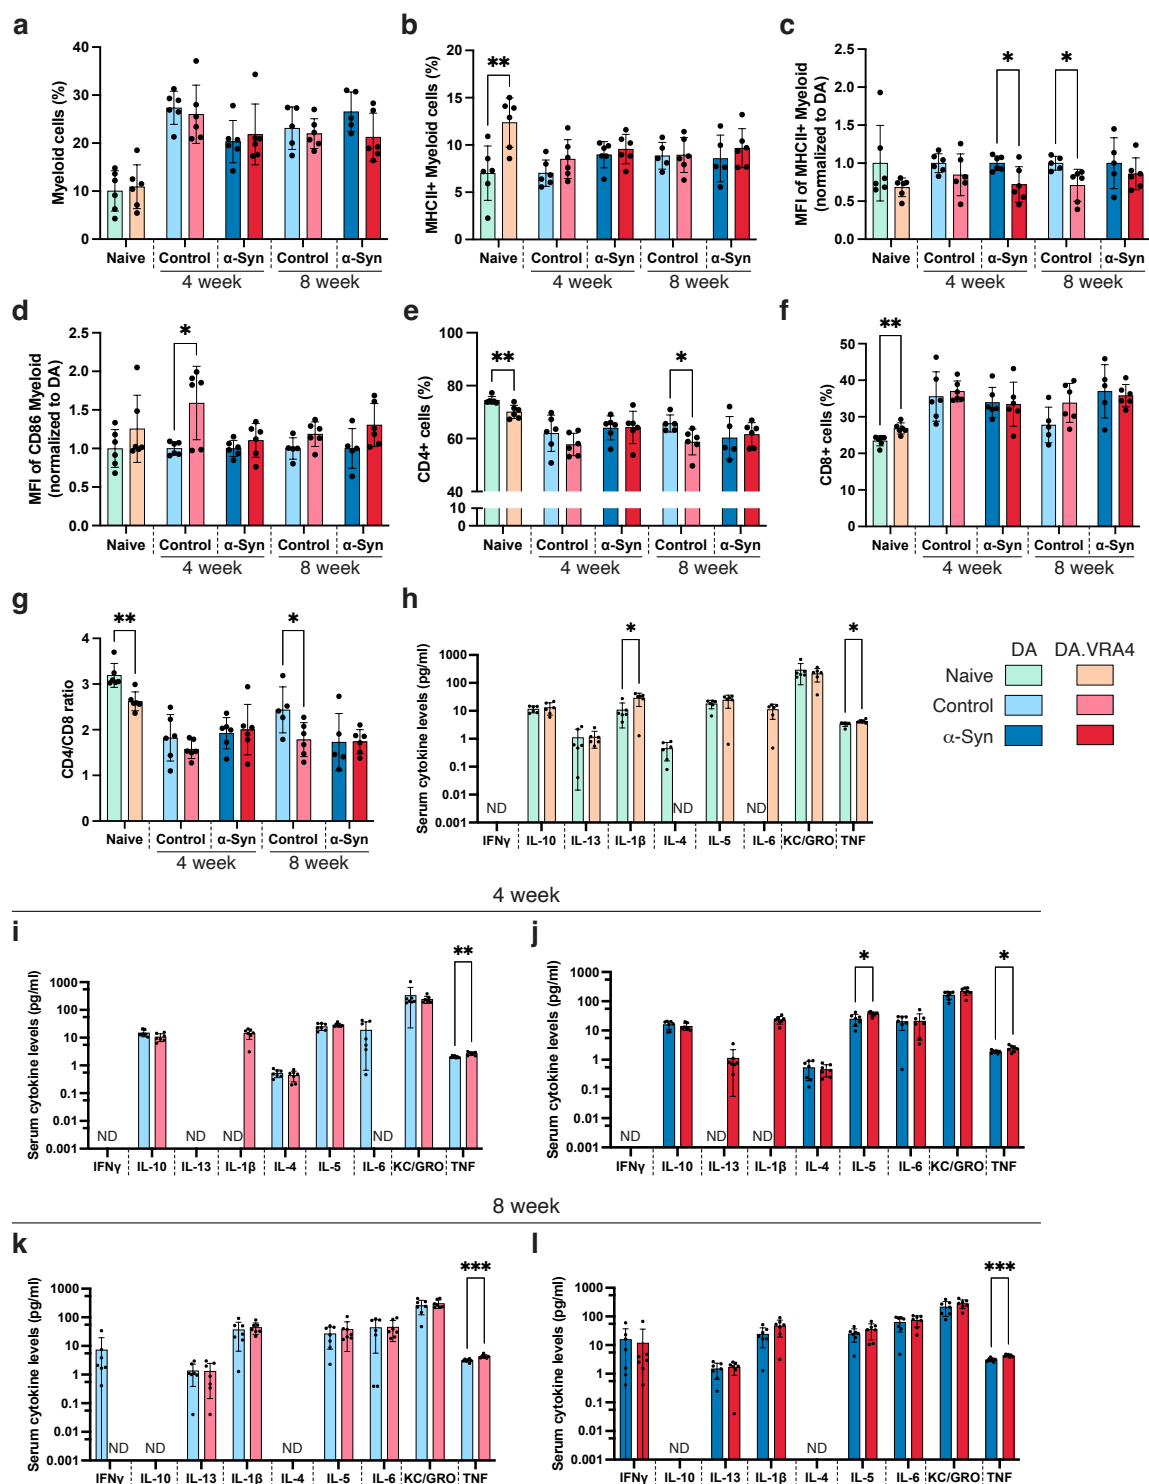 a
Myeloid cells (%)
40
30
20
10
0
Naive Control α-Syn Control α-Syn
4 week 8 week
b
MHCII+ Myeloid cells (%)
20
15
10
5
0
**
Naive Control α-Syn Control α-Syn
4 week 8 week
c
MFI of MHCII+ Myeloid
(normalized to DA)
2.5
2.0
1.5
1.0
0.5
0.0
* *
Naive Control α-Syn Control α-Syn
4 week 8 week
d
MFI of CD86 Myeloid
(normalized to DA)
2.5
2.0
1.5
1.0
0.5
0.0
*
Naive Control α-Syn Control α-Syn
4 week 8 week
e
CD4+ cells (%)
100
80
60
40
10
0
** *
Naive Control α-Syn Control α-Syn
4 week 8 week
f
CD8+ cells (%)
50
40
30
20
10
0
**
Naive Control α-Syn Control α-Syn
4 week 8 week
g
CD4/CD8 ratio
4
3
2
1
0
** *
Naive Control α-Syn Control α-Syn
4 week 8 week
h
Serum cytokine levels (pg/ml)
1000
100
10
1
0.1
0.01
0.001
* *
ND ND ND
IFNγ IL-10 IL-13 IL-1β IL-4 IL-5 IL-6 KC/GRO TNF
DA DA.VRA4
Naive
Control
α-Syn
4 week
i
Serum cytokine levels (pg/ml)
1000
100
10
1
0.1
0.01
0.001
**
ND ND ND ND
IFNγ IL-10 IL-13 IL-1β IL-4 IL-5 IL-6 KC/GRO TNF
j
Serum cytokine levels (pg/ml)
1000
100
10
1
0.1
0.01
0.001
* *
ND ND ND
IFNγ IL-10 IL-13 IL-1β IL-4 IL-5 IL-6 KC/GRO TNF
8 week
k
Serum cytokine levels (pg/ml)
1000
100
10
1
0.1
0.01
0.001
***
ND ND ND
IFNγ IL-10 IL-13 IL-1β IL-4 IL-5 IL-6 KC/GRO TNF
l
Serum cytokine levels (pg/ml)
1000
100
10
1
0.1
0.01
0.001
***
ND ND
IFNγ IL-10 IL-13 IL-1β IL-4 IL-5 IL-6 KC/GRO TNF